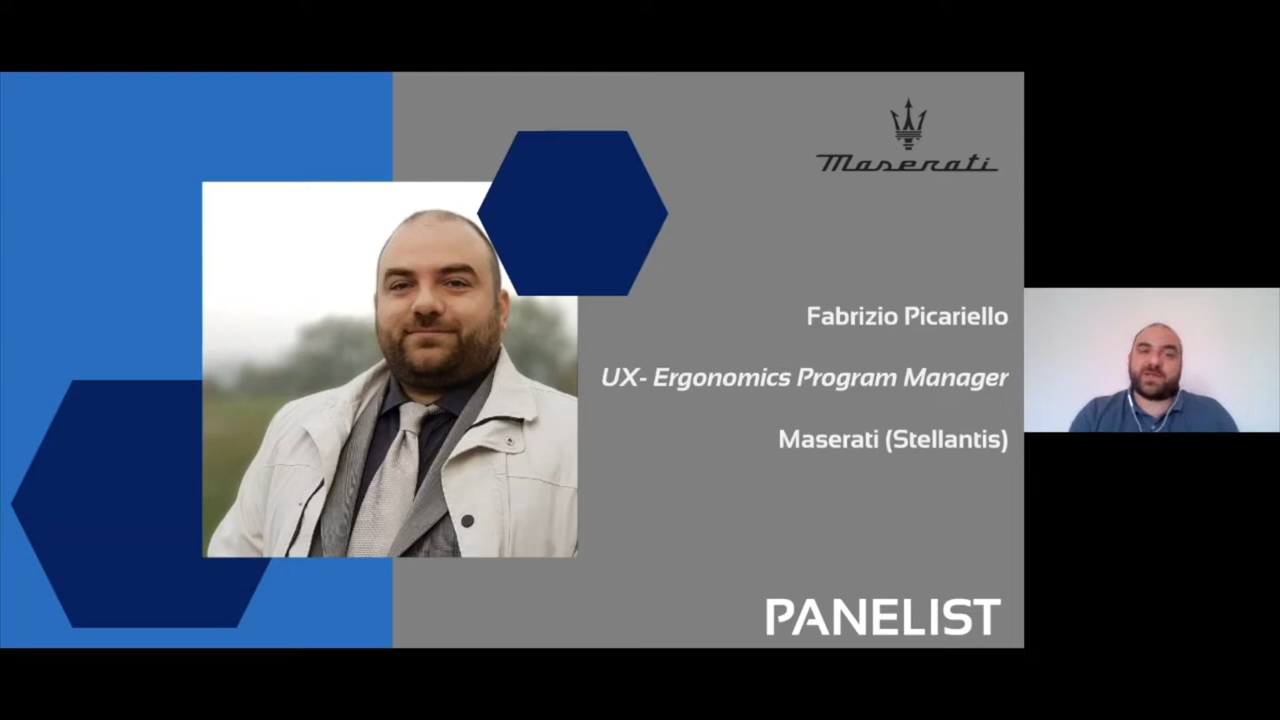 Maserati
Fabrizio Picariello
UX- Ergonomics Program Manager
Maserati (Stellantis)
PANELIST